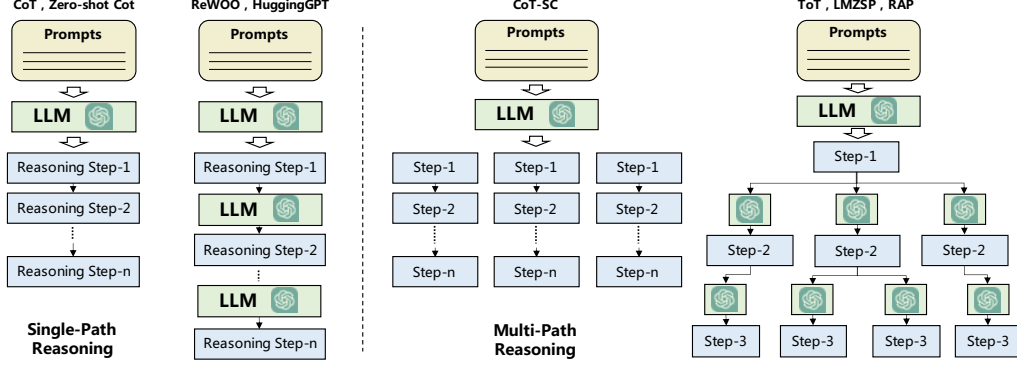 CoT , Zero-shot Cot
Prompts
LLM
Reasoning Step-1
Reasoning Step-2
Reasoning Step-n
Single-Path
Reasoning
ReWOO , HuggingGPT
Prompts
LLM
Reasoning Step-1
LLM
Reasoning Step-2
LLM
Reasoning Step-n
CoT-SC
Prompts
LLM
Step-1 Step-1 Step-1
Step-2 Step-2 Step-2
Step-n Step-n Step-n
Multi-Path
Reasoning
ToT , LMZSP , RAP
Prompts
LLM
Step-1
Step-2 Step-2 Step-2
Step-3 Step-3 Step-3 Step-3